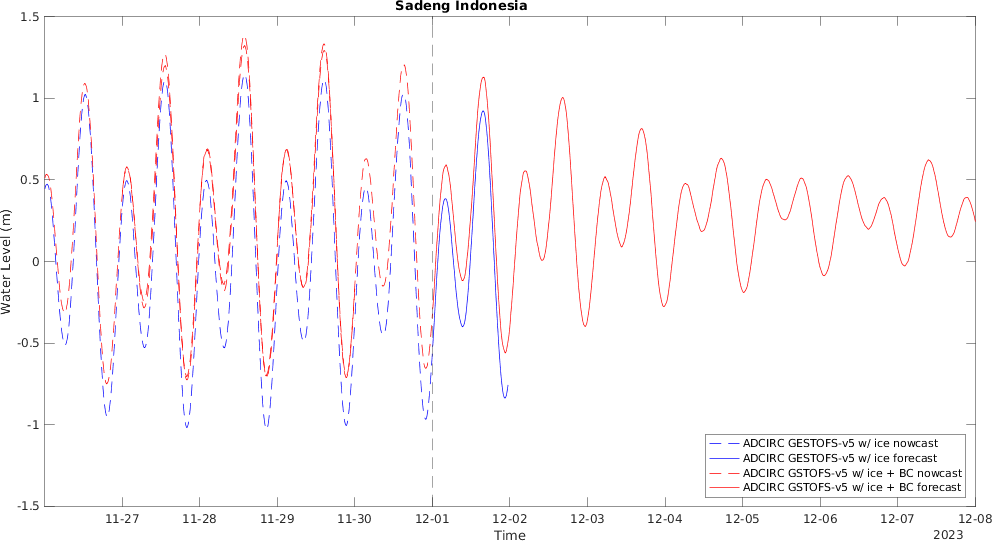 Sadeng Indonesia
1.5
1
0.5
0
-0.5
-1
-1.5
Water Level (m)
11-27
11-28
11-29
11-30
12-01
12-02
12-03
12-04
12-05
12-06
12-07
12-08
Time
2023
ADCIRC GESTOFS-v5 w/ ice nowcast
ADCIRC GESTOFS-v5 w/ ice forecast
ADCIRC GSTOFS-v5 w/ ice + BC nowcast
ADCIRC GSTOFS-v5 w/ ice + BC forecast